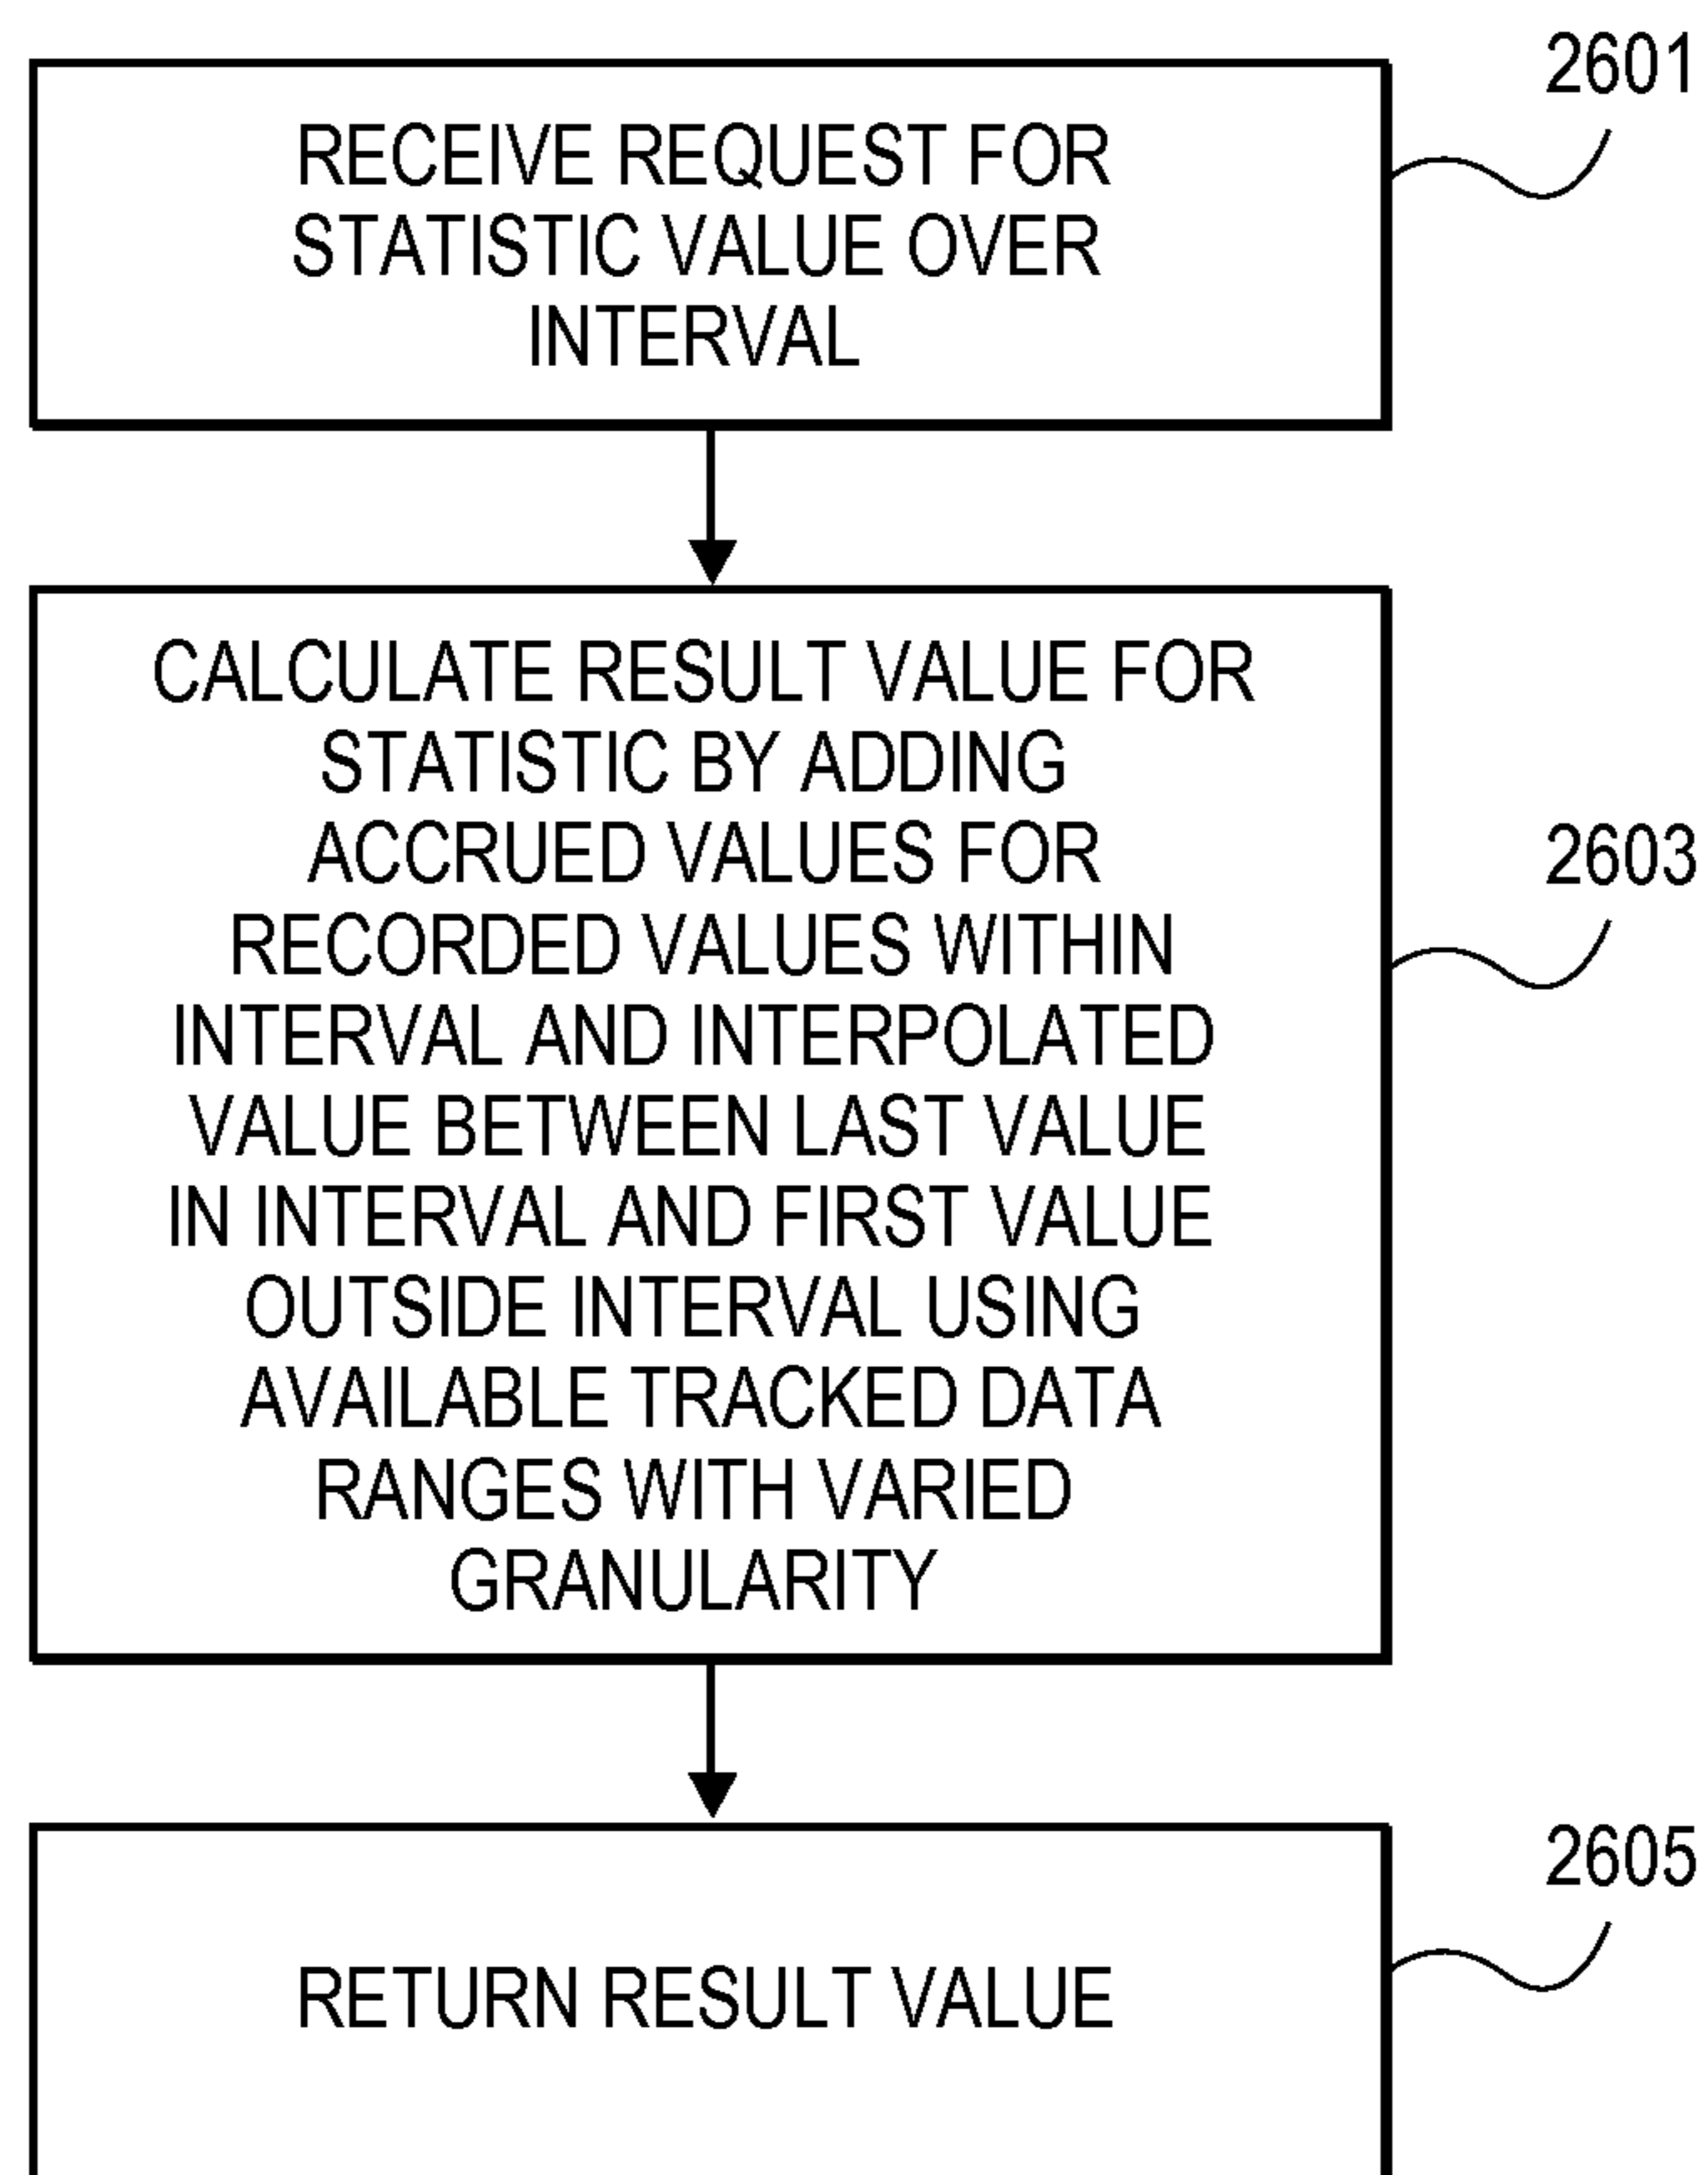 2601
RECEIVE REQUEST FOR
STATISTIC VALUE OVER
INTERVAL
CALCULATE RESULT VALUE FOR
STATISTIC BY ADDING
ACCRUED VALUES FOR
2603
RECORDED VALUES WITHIN
INTERVAL AND INTERPOLATED
VALUE BETWEEN LAST VALUE
IN INTERVAL AND FIRST VALUE
OUTSIDE INTERVAL USING
AVAILABLE TRACKED DATA
RANGES WITH VARIED
GRANULARITY
2605
RETURN RESULT VALUE